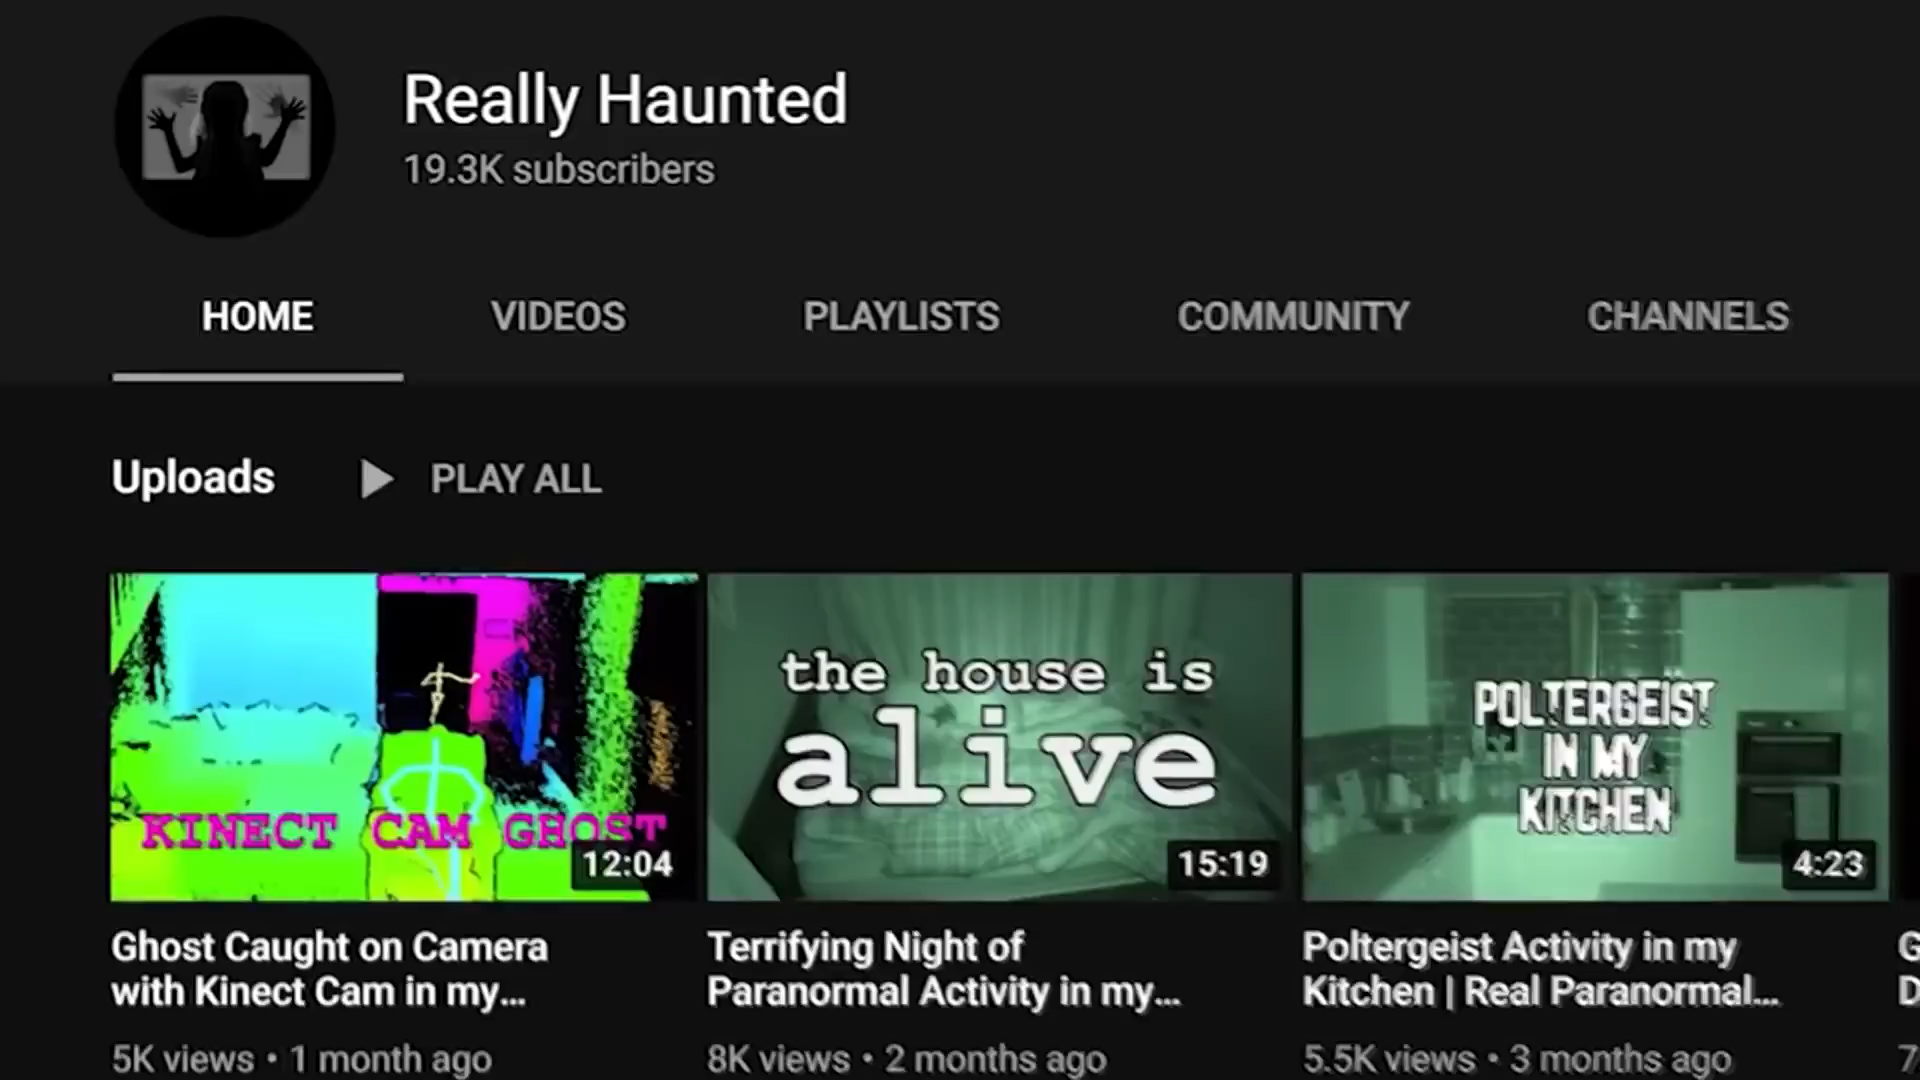 Really Haunted
19.3K subscribers
HOME VIDEOS PLAYLISTS COMMUNITY CHANNELS
Uploads PLAY ALL
KINECT CAM GHOST
12:04
the house is
alive
15:19
POLTERGEIST
IN MY
KITCHEN
4:23
Ghost Caught on Camera
with Kinect Cam in my...
5K views • 1 month ago
Terrifying Night of
Paranormal Activity in my...
8K views • 2 months ago
Poltergeist Activity in my
Kitchen | Real Paranormal...
5.5K views • 3 months ago